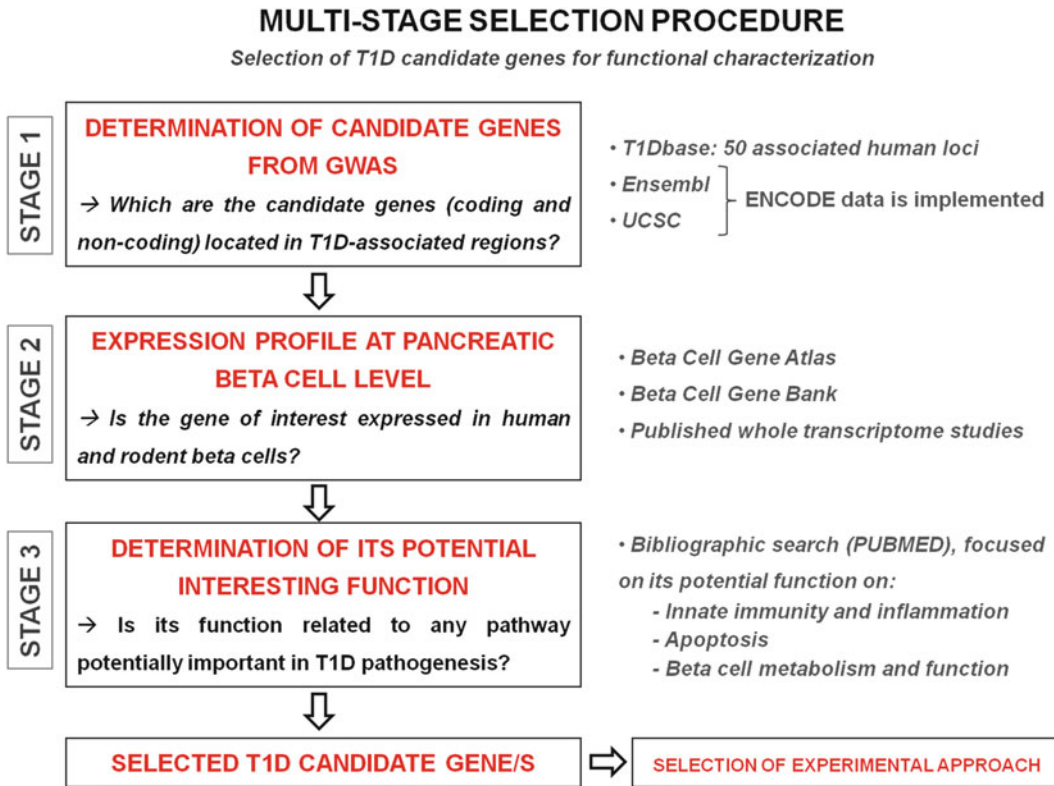 MULTI-STAGE SELECTION PROCEDURE
Selection of T1D candidate genes for functional characterization
STAGE 1
DETERMINATION OF CANDIDATE GENES
FROM GWAS
→ Which are the candidate genes (coding and
non-coding) located in T1D-associated regions?
• T1Dbase: 50 associated human loci
• Ensembl
• UCSC
ENCODE data is implemented
STAGE 2
EXPRESSION PROFILE AT PANCREATIC
BETA CELL LEVEL
→ Is the gene of interest expressed in human
and rodent beta cells?
• Beta Cell Gene Atlas
• Beta Cell Gene Bank
• Published whole transcriptome studies
STAGE 3
DETERMINATION OF ITS POTENTIAL
INTERESTING FUNCTION
→ Is its function related to any pathway
potentially important in T1D pathogenesis?
• Bibliographic search (PUBMED), focused
on its potential function on:
- Innate immunity and inflammation
- Apoptosis
- Beta cell metabolism and function
SELECTED T1D CANDIDATE GENE/S
SELECTION OF EXPERIMENTAL APPROACH